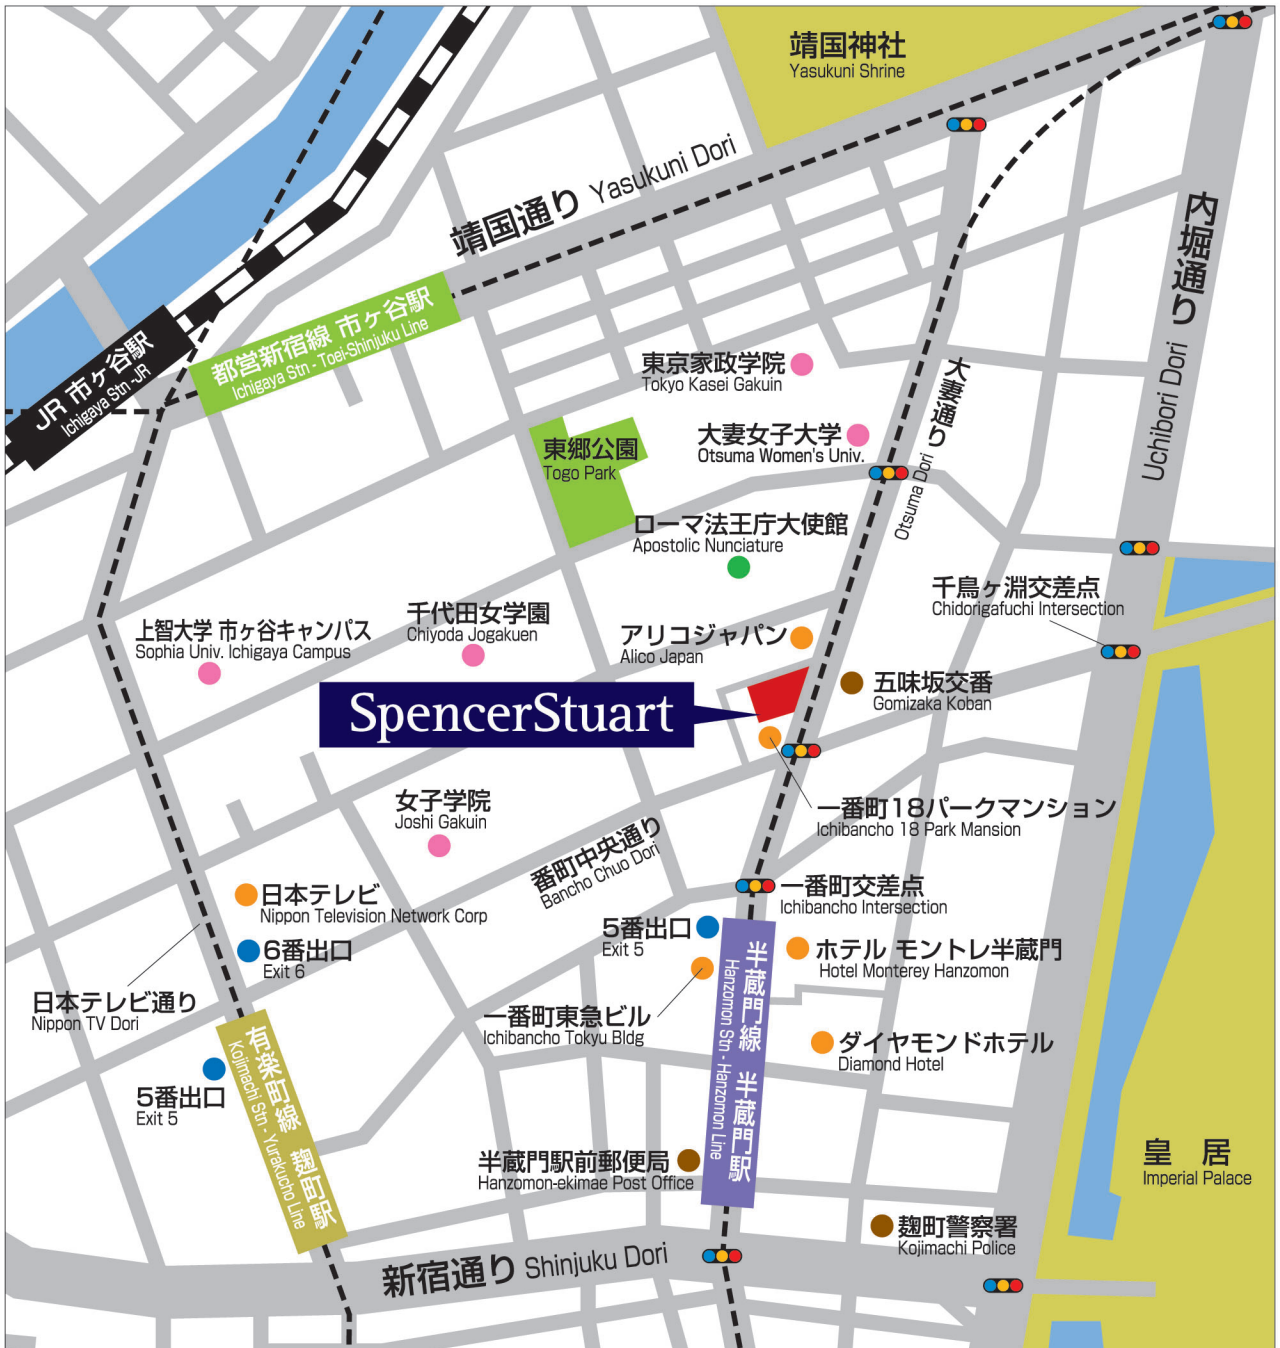 靖国神社
Yasukuni Shrine
靖国通り Yasukuni Dori
内堀通り
Uchibori Dori
都営新宿線 市ヶ谷駅
Ichigaya Stn - Toei-Shinjuku Line
JR 市ヶ谷駅
Ichigaya Stn -JR
東京家政学院
Tokyo Kasei Gakuin
大妻通り
Otsuma Dori
大妻女子大学
Otsuma Women's Univ.
東郷公園
Togo Park
ローマ法王庁大使館
Apostolic Nunciature
千鳥ヶ淵交差点
Chidorigafuchi Intersection
千代田女学園
Chiyoda Jogakuen
上智大学 市ヶ谷キャンパス
Sophia Univ. Ichigaya Campus
アリコジャパン
Alico Japan
五味坂交番
Gomizaka Koban
SpencerStuart
女子学院
Joshi Gakuin
一番町18パークマンション
Ichibancho 18 Park Mansion
番町中央通り
Bancho Chuo Dori
日本テレビ
Nippon Television Network Corp
一番町交差点
Ichibancho Intersection
5番出口
Exit 5
6番出口
Exit 6
ホテル モントレ半蔵門
Hotel Monterey Hanzomon
日本テレビ通り
Nippon TV Dori
一番町東急ビル
Ichibancho Tokyu Bldg
半蔵門線 半蔵門駅
Hanzomon Stn - Hanzomon Line
ダイヤモンドホテル
Diamond Hotel
有楽町線 麹町駅
Kojimachi Stn - Yurakucho Line
5番出口
Exit 5
半蔵門駅前郵便局
Hanzomon-ekimae Post Office
皇 居
Imperial Palace
麹町警察署
Kojimachi Police
新宿通り Shinjuku Dori